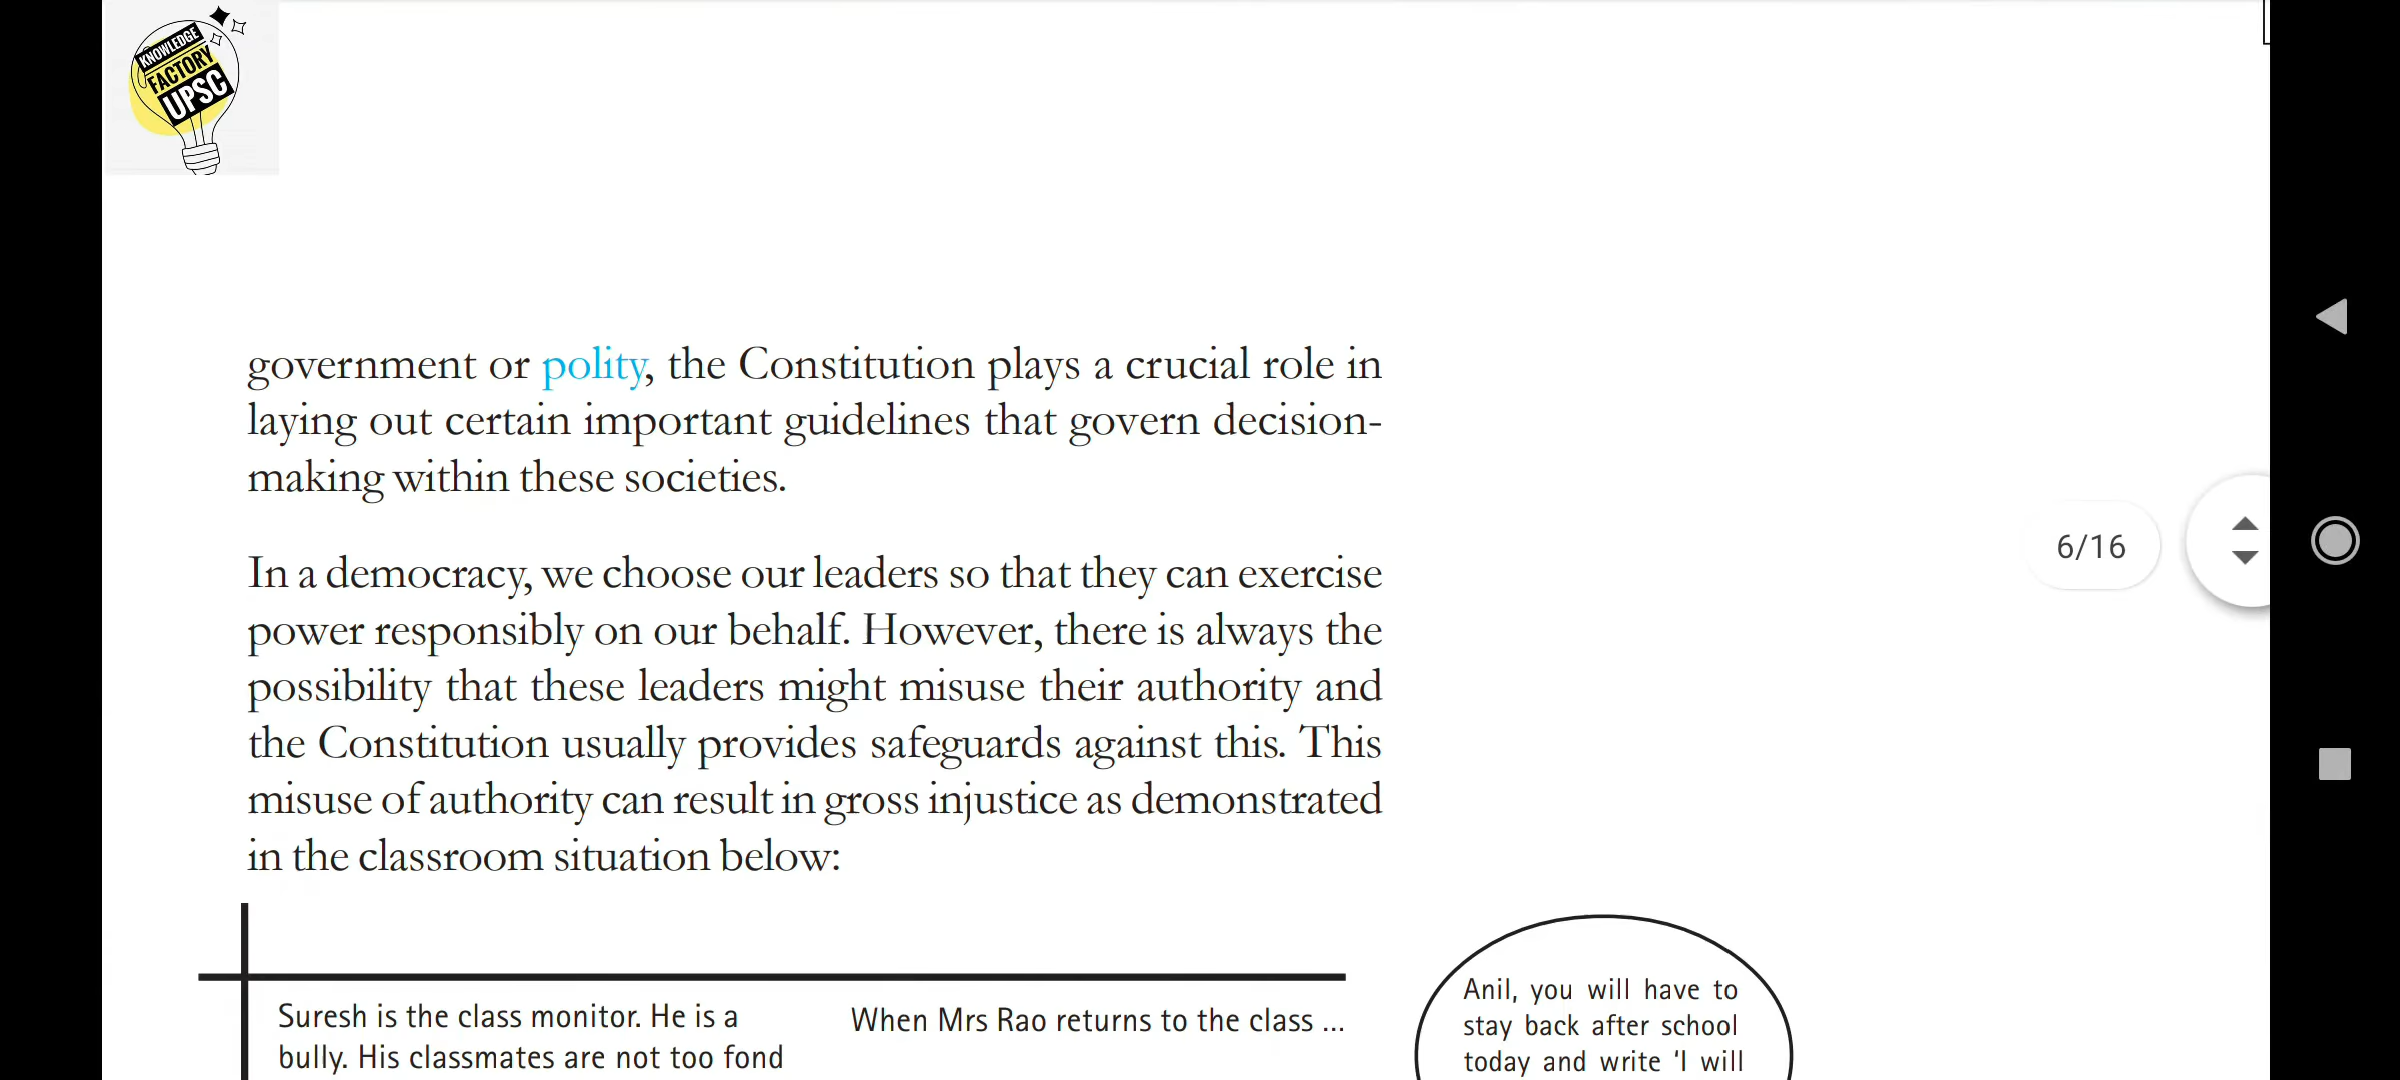 KNOWLEDGE
FACTORY
UPSC
government or polity, the Constitution plays a crucial role in
laying out certain important guidelines that govern decision-
making within these societies.
In a democracy, we choose our leaders so that they can exercise
power responsibly on our behalf. However, there is always the
possibility that these leaders might misuse their authority and
the Constitution usually provides safeguards against this. This
misuse of authority can result in gross injustice as demonstrated
in the classroom situation below:
6/16
Suresh is the class monitor. He is a
bully. His classmates are not too fond
When Mrs Rao returns to the class ...
Anil, you will have to
stay back after school
today and write 'I will